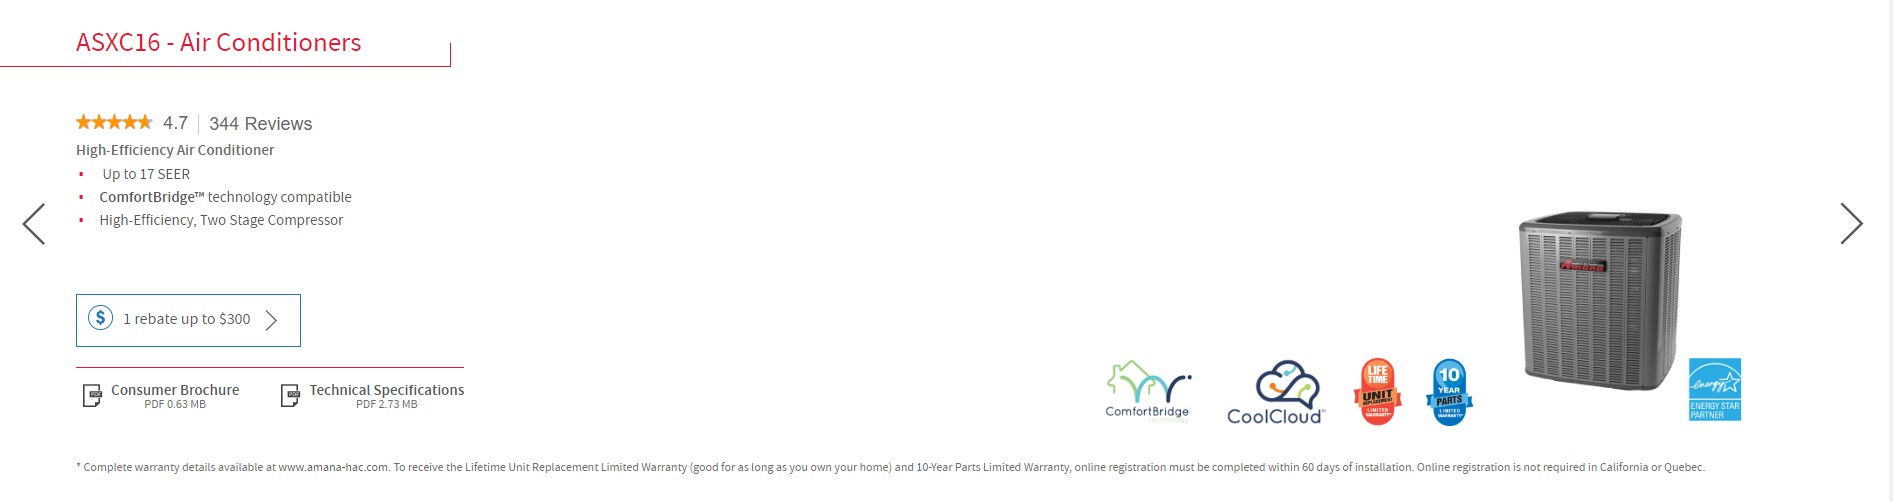 ASXC16 - Air Conditioners
4.7
344 Reviews
High-Efficiency Air Conditioner
Up to 17 SEER
ComfortBridge™ technology compatible
High-Efficiency, Two Stage Compressor
$
1 rebate up to $300
PDF
Consumer Brochure
PDF 0.63 MB
PDF
Technical Specifications
PDF 2.73 MB
ComfortBridge
technology
CoolCloud™
LIFE
TIME
UNIT
REPLACEMENT
LIMITED
WARRANTY*
10
YEAR
PARTS
LIMITED
WARRANTY*
Amana
energy
ENERGY STAR
PARTNER
* Complete warranty details available at www.amana-hac.com. To receive the Lifetime Unit Replacement Limited Warranty (good for as long as you own your home) and 10-Year Parts Limited Warranty, online registration must be completed within 60 days of installation. Online registration is not required in California or Quebec.